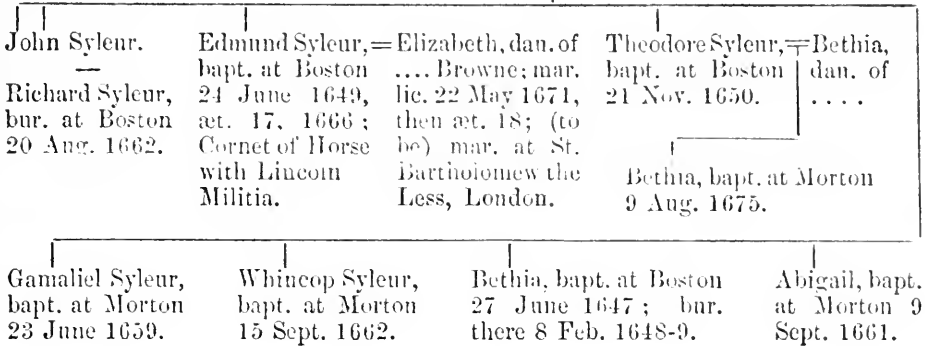 John Syleur.
—
Richard Syleur,
bur. at Boston
20 Aug. 1662.
Edmund Syleur,=
bapt. at Boston
24 June 1649,
æt. 17, 1666;
Cornet of Horse
with Lincoln
Militia.
Elizabeth, dau. of
.... Browne; mar.
lic. 22 May 1671,
then æt. 18; (to
be) mar. at St.
Bartholomew the
Less, London.
Theodore Syleur,=
bapt. at Boston
21 Nov. 1650.
Bethia,
dau. of
....
Bethia, bapt. at Morton
9 Aug. 1675.
Gamaliel Syleur,
bapt. at Morton
23 June 1659.
Whincop Syleur,
bapt. at Morton
15 Sept. 1662.
Bethia, bapt. at Boston
27 June 1647; bur.
there 8 Feb. 1648-9.
Abigail, bapt.
at Morton 9
Sept. 1661.